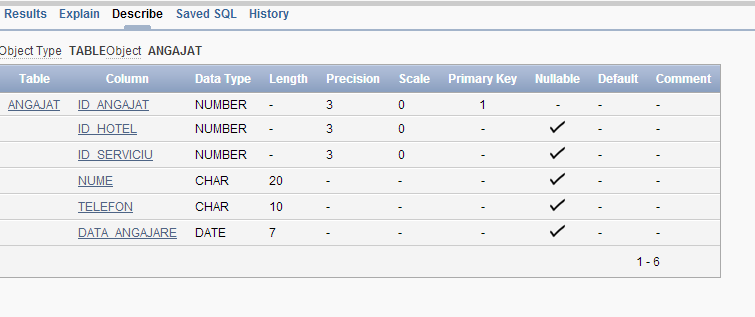 Results Explain Describe Saved SQL History
Object Type TABLE Object ANGAJAT
Table Column Data Type Length Precision Scale Primary Key Nullable Default Comment
ANGAJAT ID_ANGAJAT NUMBER - 3 0 1 - - -
ID_HOTEL NUMBER - 3 0 - ✓ - -
ID_SERVICIU NUMBER - 3 0 - ✓ - -
NUME CHAR 20 - - - ✓ - -
TELEFON CHAR 10 - - - ✓ - -
DATA_ANGAJARE DATE 7 - - - ✓ - -
1 - 6